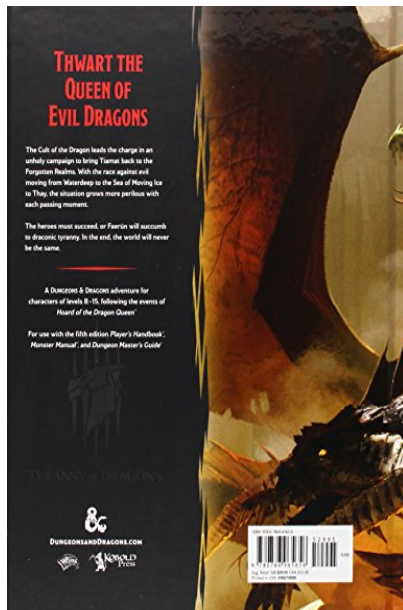 THWART THE
QUEEN OF
EVIL DRAGONS
The Cult of the Dragon leads the charge in an
unholy campaign to bring Tiamat back to the
Forgotten Realms. With the race against evil
moving from Waterdeep to the Sea of Moving Ice
to Thay, the situation grows more perilous with
each passing moment.
The heroes must succeed, or Faerûn will succumb
to draconic tyranny. In the end, the world will never
be the same.
A DUNGEONS & DRAGONS adventure for
characters of levels 8–15, following the events of
Hoard of the Dragon Queen®
For use with the fifth edition Player's Handbook®,
Monster Manual®, and Dungeon Master's Guide®
TYRANNY OF DRAGONS
&
DUNGEONSANDDRAGONS.COM
KOBOLD
Press
52995
9 780786 965656